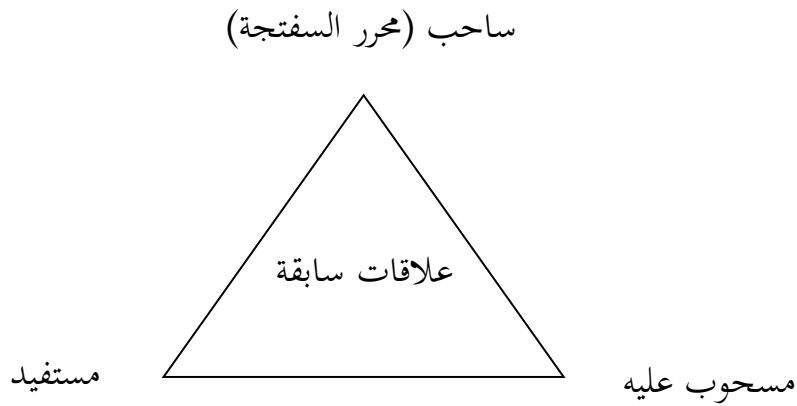 ساحب (محرر السفتجة)
علاقات سابقة
مسحوب عليه
مستفيد